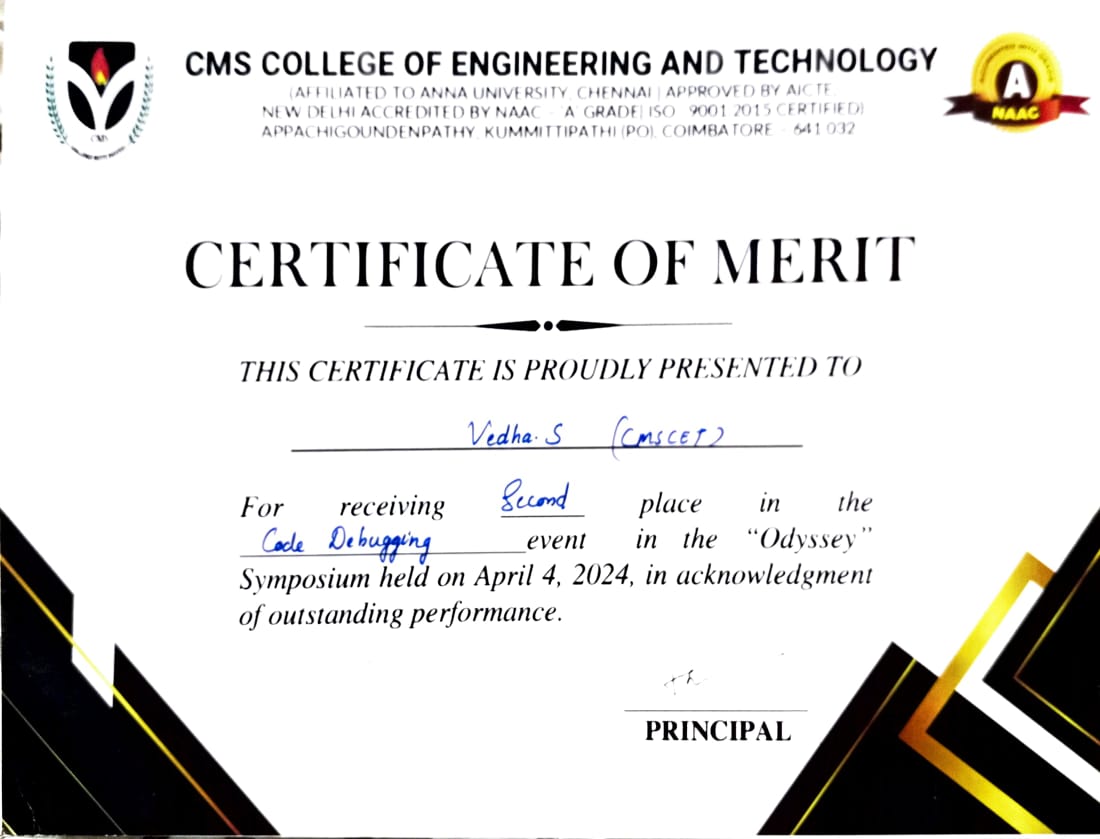 CMS COLLEGE OF ENGINEERING AND TECHNOLOGY
(AFFILIATED TO ANNA UNIVERSITY, CHENNAI | APPROVED BY AICTE,
NEW DELHI ACCREDITED BY NAAC - 'A' GRADE| ISO 9001 2015 CERTIFIED)
APPACHIGOUNDENPATHY, KUMMITTIPATHI (PO), COIMBATORE - 641 032
CMS
A
NAAC
CERTIFICATE OF MERIT
THIS CERTIFICATE IS PROUDLY PRESENTED TO
Vedha. S (CMSCET)
For receiving Second place in the
Code Debugging event in the "Odyssey"
Symposium held on April 4, 2024, in acknowledgment
of outstanding performance.
PRINCIPAL